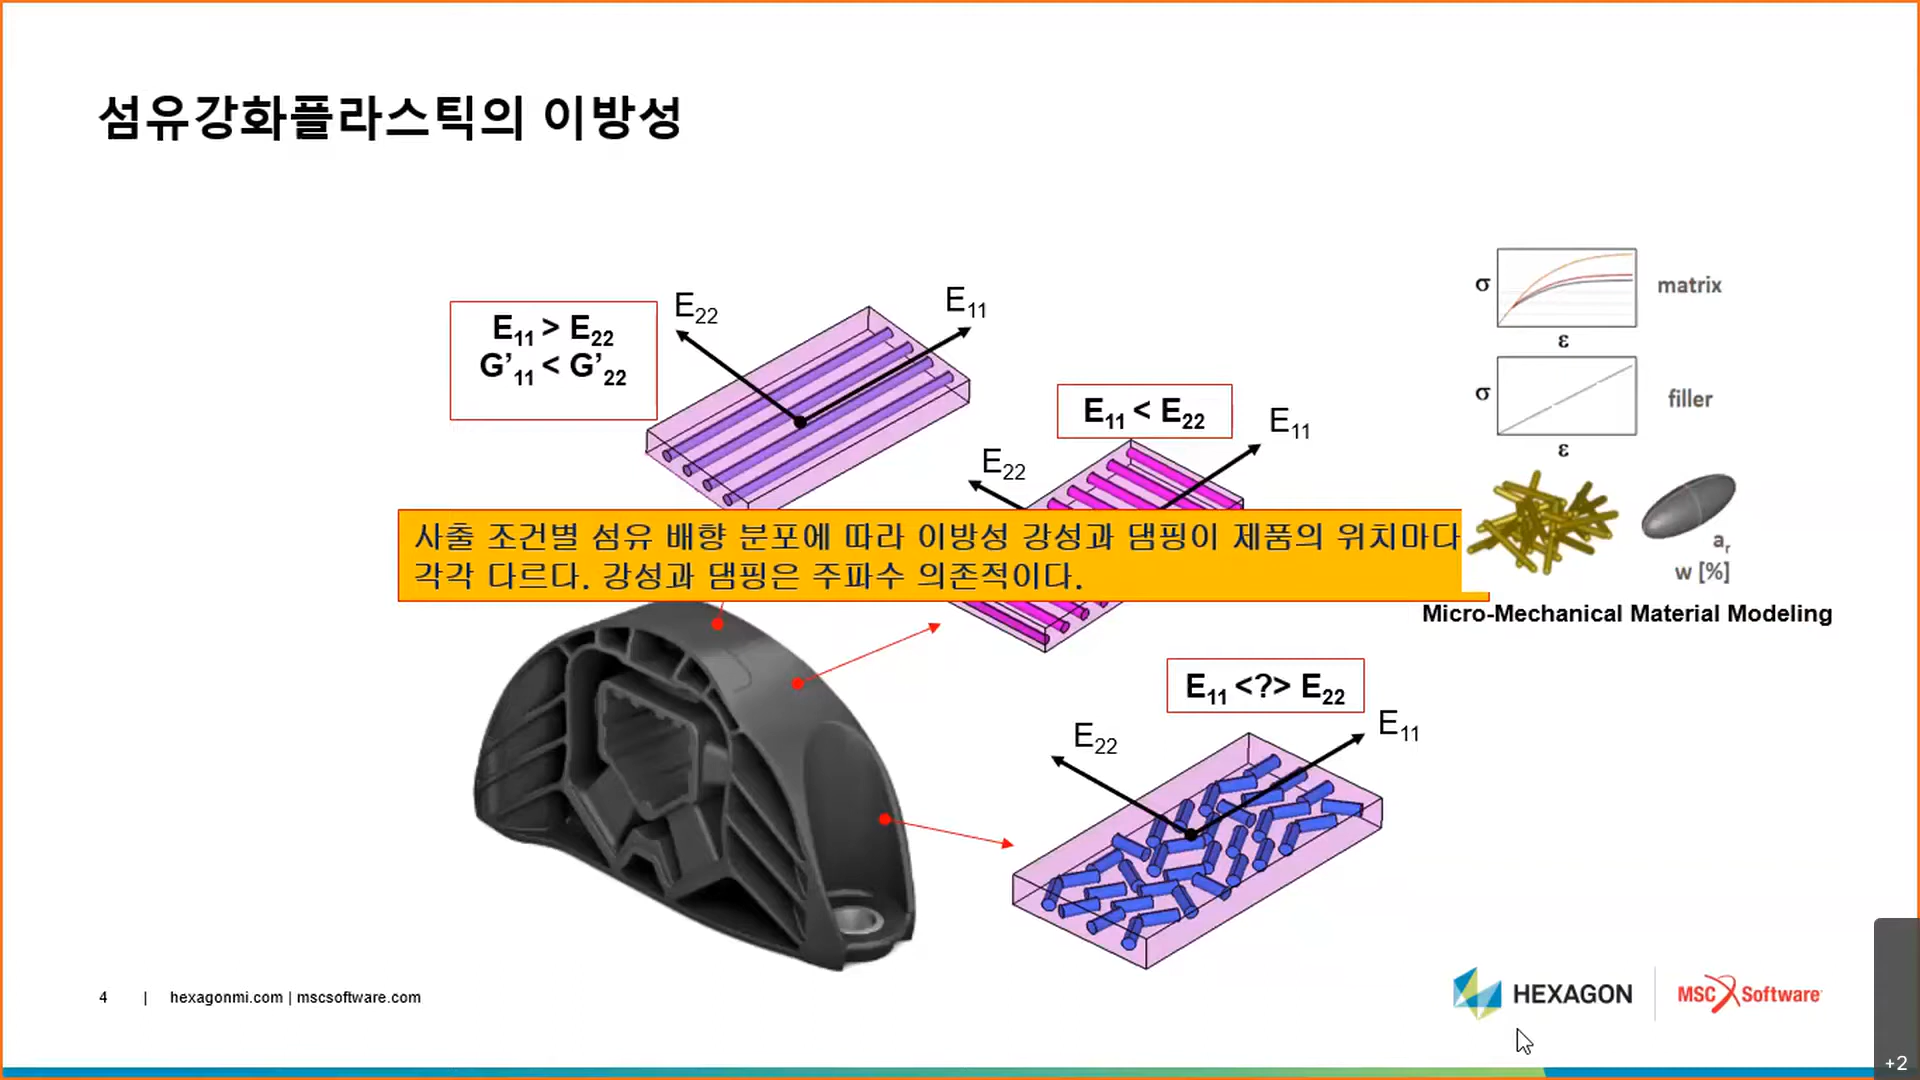 섬유강화플라스틱의 이방성
E22
E11
E11 > E22
G’11 < G’22
E11 < E22
E11
E22
사출 조건별 섬유 배향 분포에 따라 이방성 강성과 댐핑이 제품의 위치마다
각각 다르다. 강성과 댐핑은 주파수 의존적이다.
E11 <?> E22
E22
E11
σ
matrix
ε
σ
filler
ε
ar
w [%]
Micro-Mechanical Material Modeling
4 | hexagonmi.com | mscsoftware.com
HEXAGON
MSC Software
+2